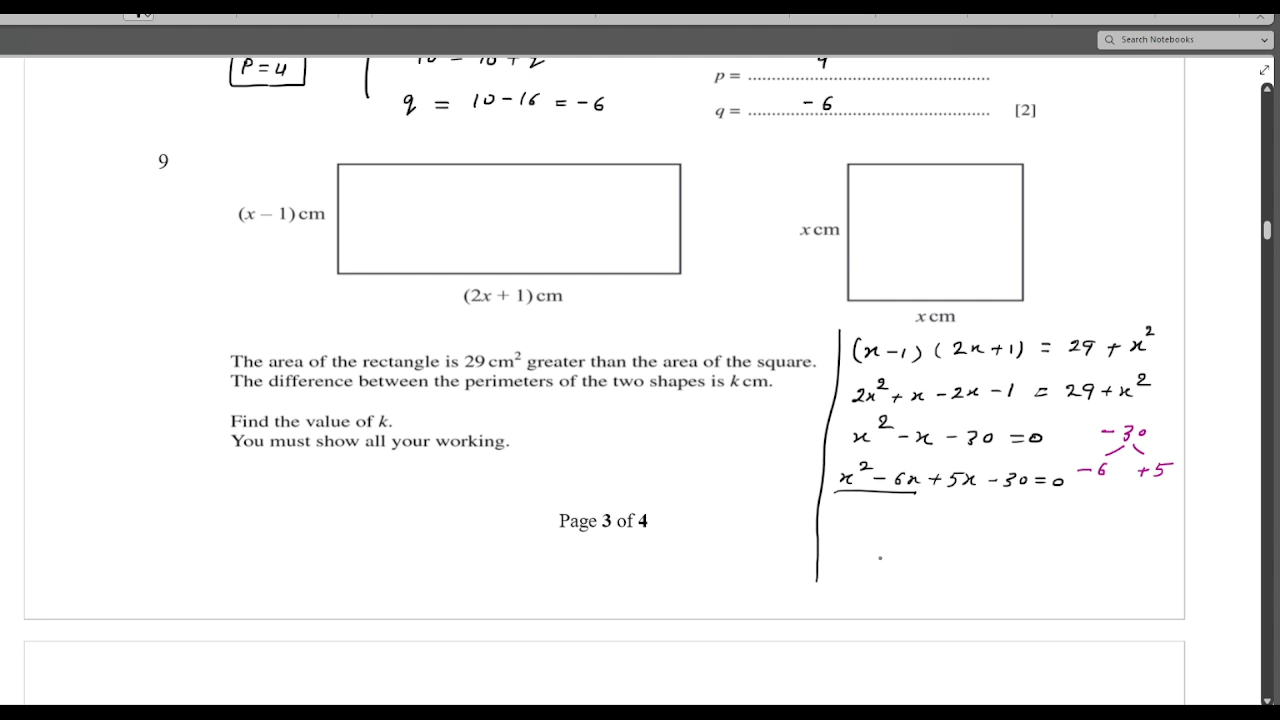 Search Notebooks
P = 4
p = ............................................
q = 10 - 16 = -6
q = ............................................ -6 [2]
9
(x – 1) cm
x cm
(2x + 1) cm
x cm
(x-1) (2x+1) = 29 + x²
The area of the rectangle is 29 cm² greater than the area of the square.
The difference between the perimeters of the two shapes is k cm.
2x² + x - 2x - 1 = 29 + x²
Find the value of k.
You must show all your working.
x² - x - 30 = 0
-30
-6 +5
x² - 6x + 5x - 30 = 0
Page 3 of 4